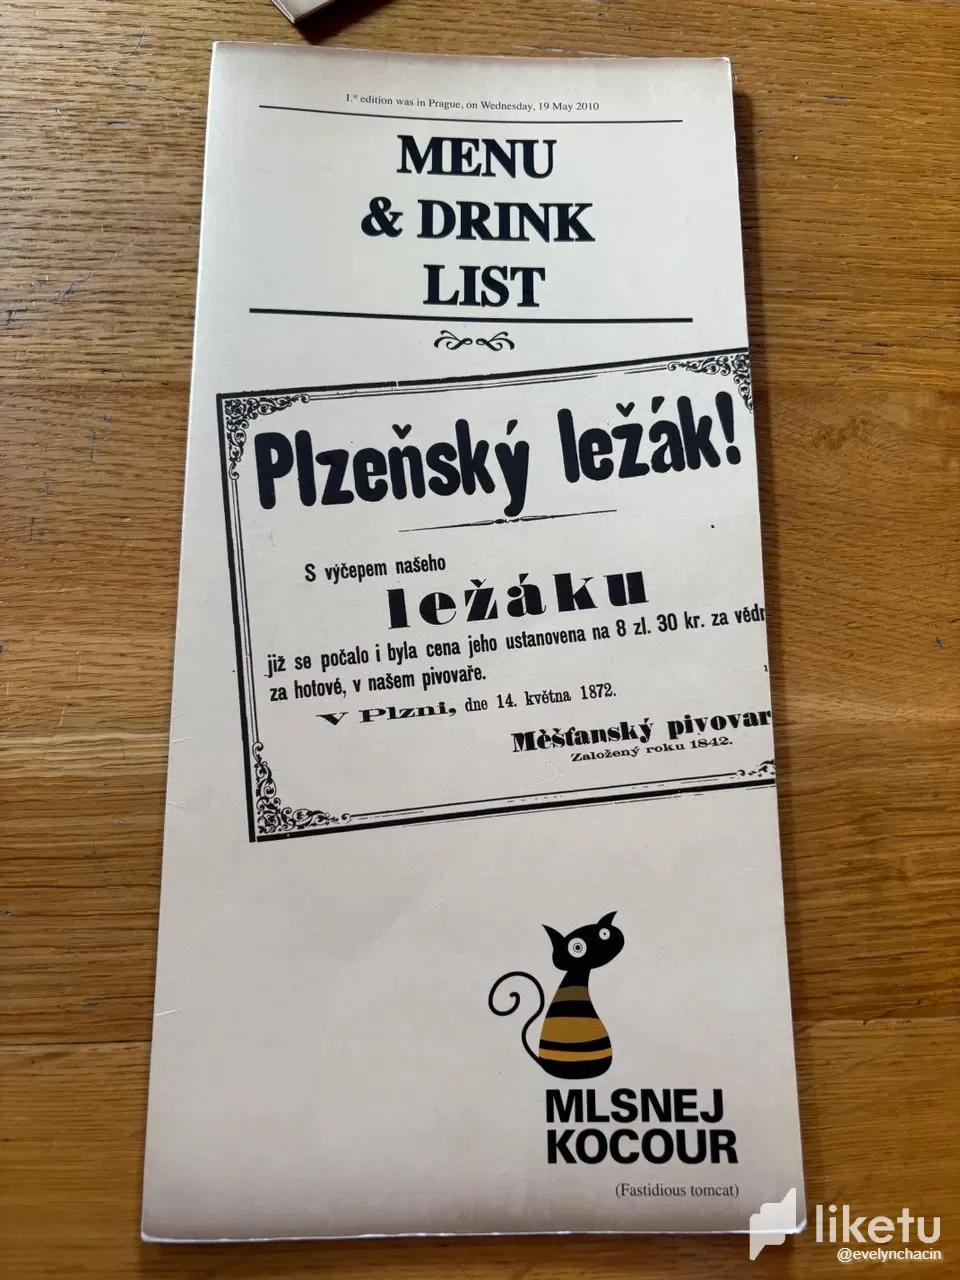 I.ª edition was in Prague, on Wednesday, 19 May 2010
MENU
& DRINK
LIST
Plzeňský ležák!
S výčepem našeho
ležáku
již se počalo i byla cena jeho ustanovena na 8 zl. 30 kr. za vědr
za hotové, v našem pivovaře.
V Plzni, dne 14. května 1872.
Měšťanský pivovar
Založený roku 1842.
MLSNEJ
KOCOUR
(Fastidious tomcat)
liketu
@evelynchacin